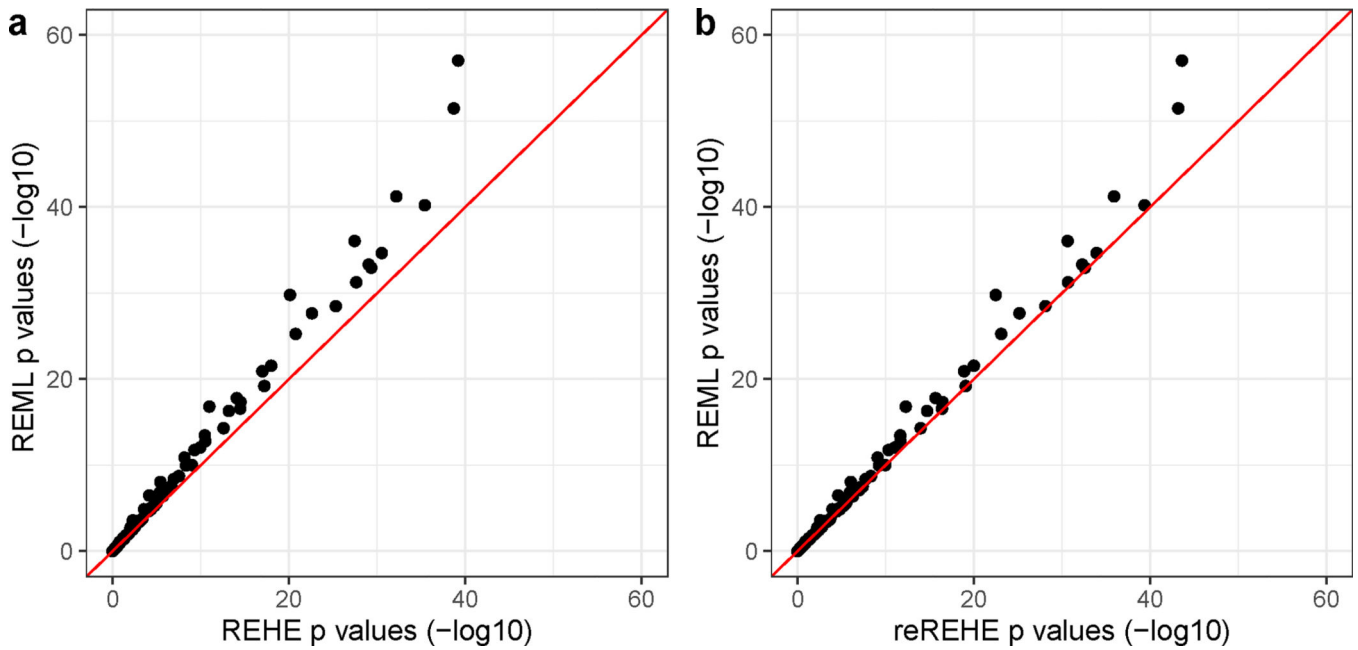 a
60
40
20
0
REML p values (−log10)
0 20 40 60
REHE p values (−log10)
b
60
40
20
0
REML p values (−log10)
0 20 40 60
reREHE p values (−log10)